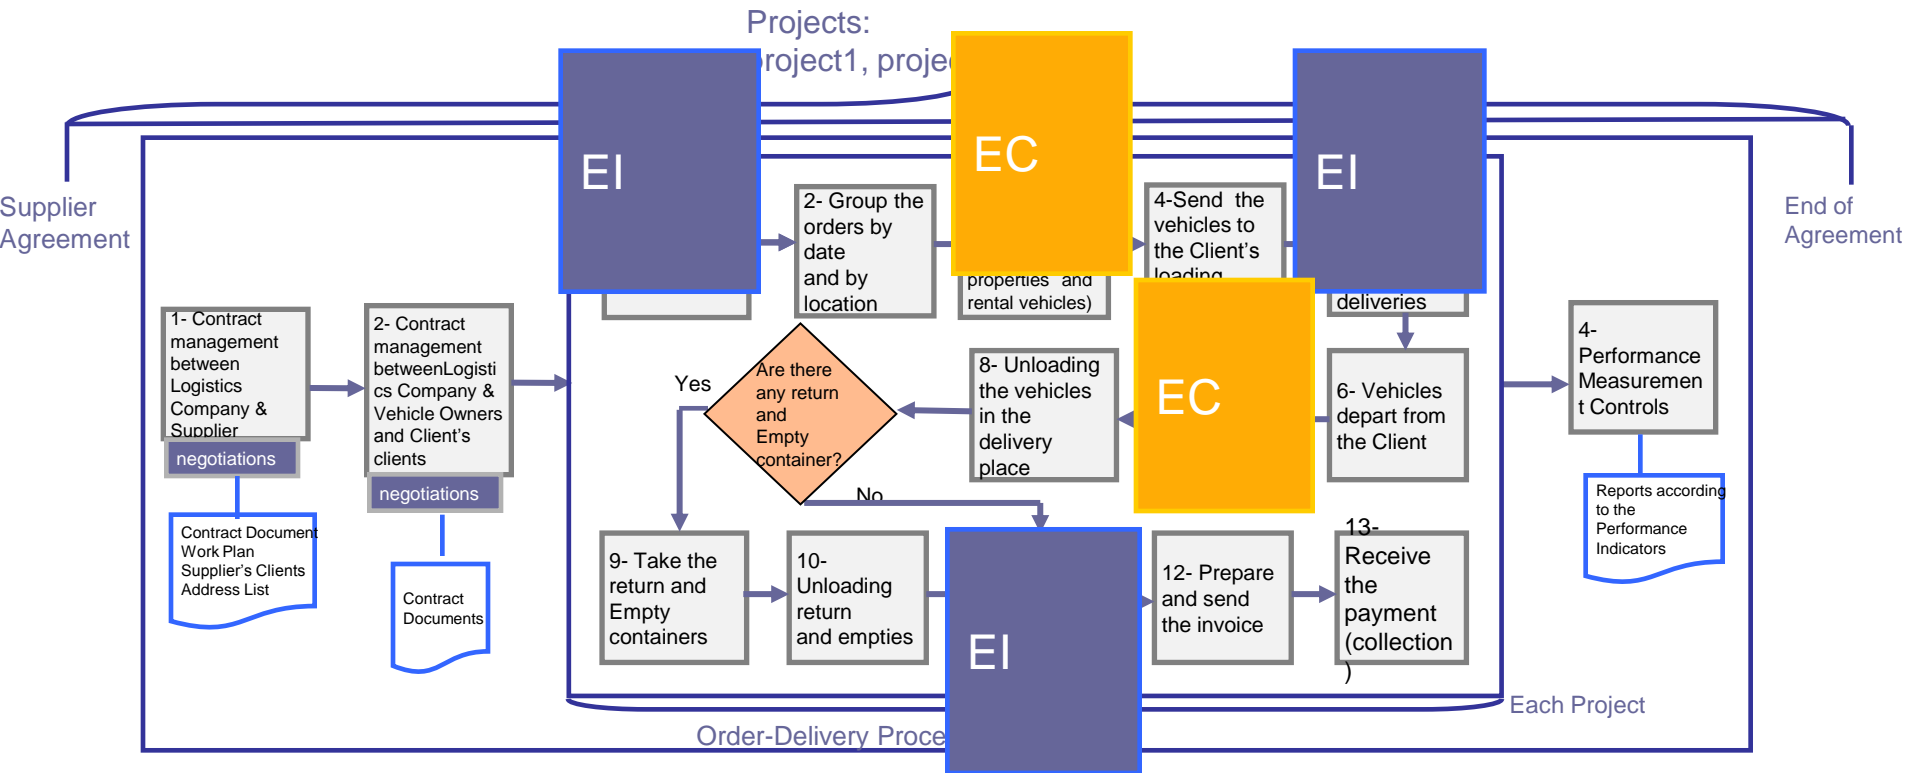 Projects:
project1, projec
EI
EC
EI
Supplier
Agreement
End of
Agreement
2- Group the
orders by
date
and by
location
properties and
rental vehicles)
4-Send the
vehicles to
the Client's
loading
deliveries
1- Contract
management
between
Logistics
Company &
Supplier
negotiations
Contract Document
Work Plan
Supplier's Clients
Address List
2- Contract
management
betweenLogisti
cs Company &
Vehicle Owners
and Client's
clients
negotiations
Contract
Documents
Yes
Are there
any return
and
Empty
container?
No
8- Unloading
the vehicles
in the
delivery
place
EC
6- Vehicles
depart from
the Client
4-
Performance
Measuremen
t Controls
Reports according
to the
Performance
Indicators
9- Take the
return and
Empty
containers
10-
Unloading
return
and empties
EI
12- Prepare
and send
the invoice
13-
Receive
the
payment
(collection
)
Each Project
Order-Delivery Proce